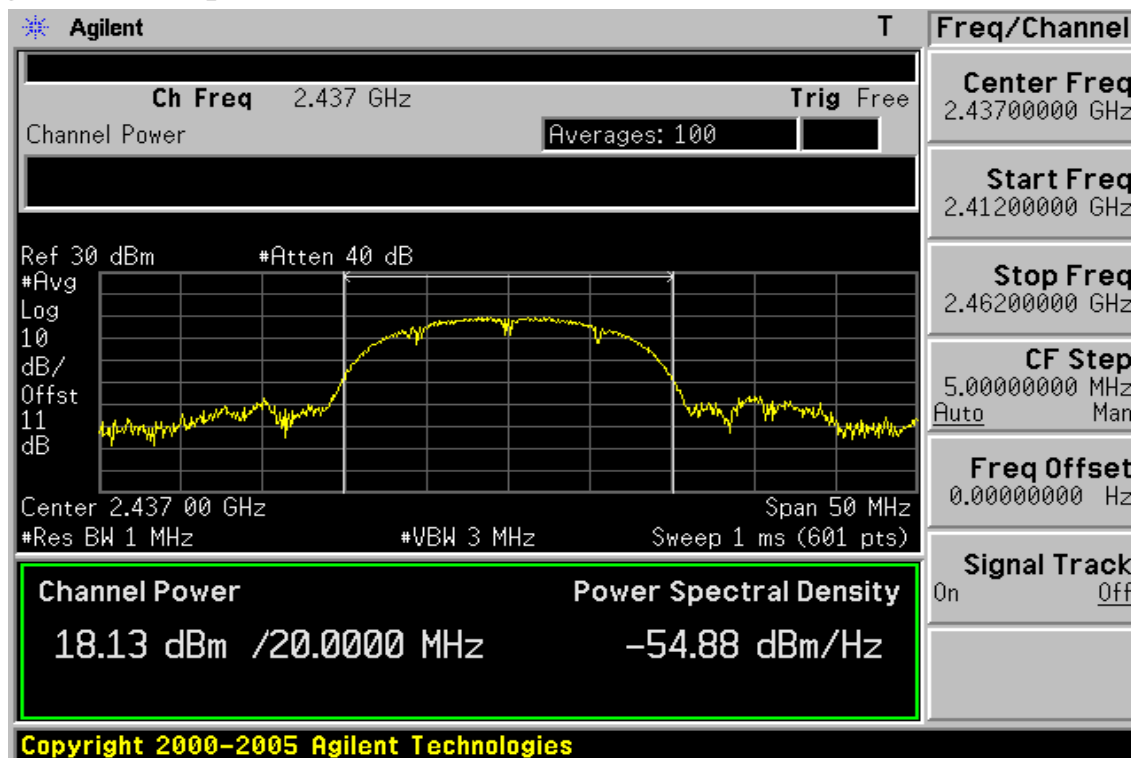 Agilent T
Freq/Channel
Ch Freq 2.437 GHz Trig Free
Channel Power Averages: 100
Ref 30 dBm #Atten 40 dB
#Avg
Log
10
dB/
Offst
11
dB
Center 2.437 00 GHz Span 50 MHz
#Res BW 1 MHz #VBW 3 MHz Sweep 1 ms (601 pts)
Channel Power Power Spectral Density
18.13 dBm /20.0000 MHz -54.88 dBm/Hz
Copyright 2000-2005 Agilent Technologies
Center Freq
2.43700000 GHz
Start Freq
2.41200000 GHz
Stop Freq
2.46200000 GHz
CF Step
5.00000000 MHz
Auto Man
Freq Offset
0.00000000 Hz
Signal Track
On Off